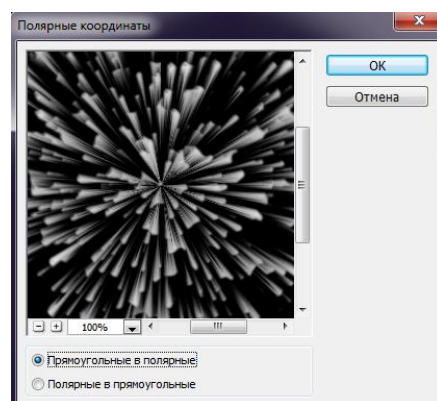 Полярные координаты
OK
Отмена
100%
Прямоугольные в полярные
Полярные в прямоугольные